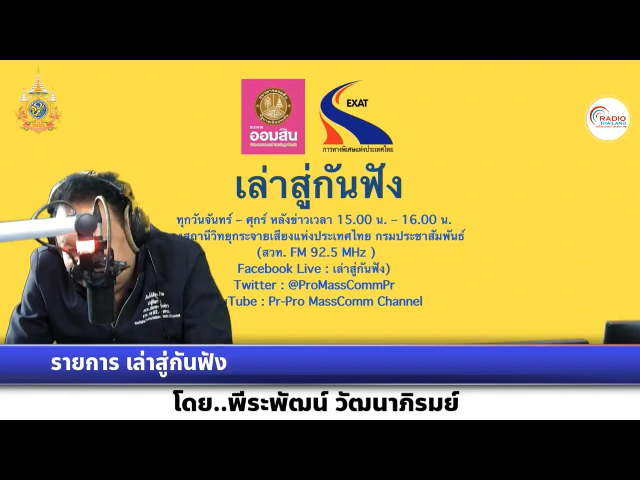 ธนาคาร
ออมสิน
EXAT
การทางพิเศษแห่งประเทศไทย
RADIO
THAILAND
เล่าสู่กันฟัง
ทุกวันจันทร์ – ศุกร์ หลังข่าวเวลา 15.00 น. – 16.00 น.
สถานีวิทยุกระจายเสียงแห่งประเทศไทย กรมประชาสัมพันธ์
(สวท. FM 92.5 MHz )
Facebook Live : เล่าสู่กันฟัง)
Twitter : @ProMassCommPr
uTube : Pr-Pro MassComm Channel
รายการ เล่าสู่กันฟัง
โดย..พีระพัฒน์ วัฒนาภิรมย์